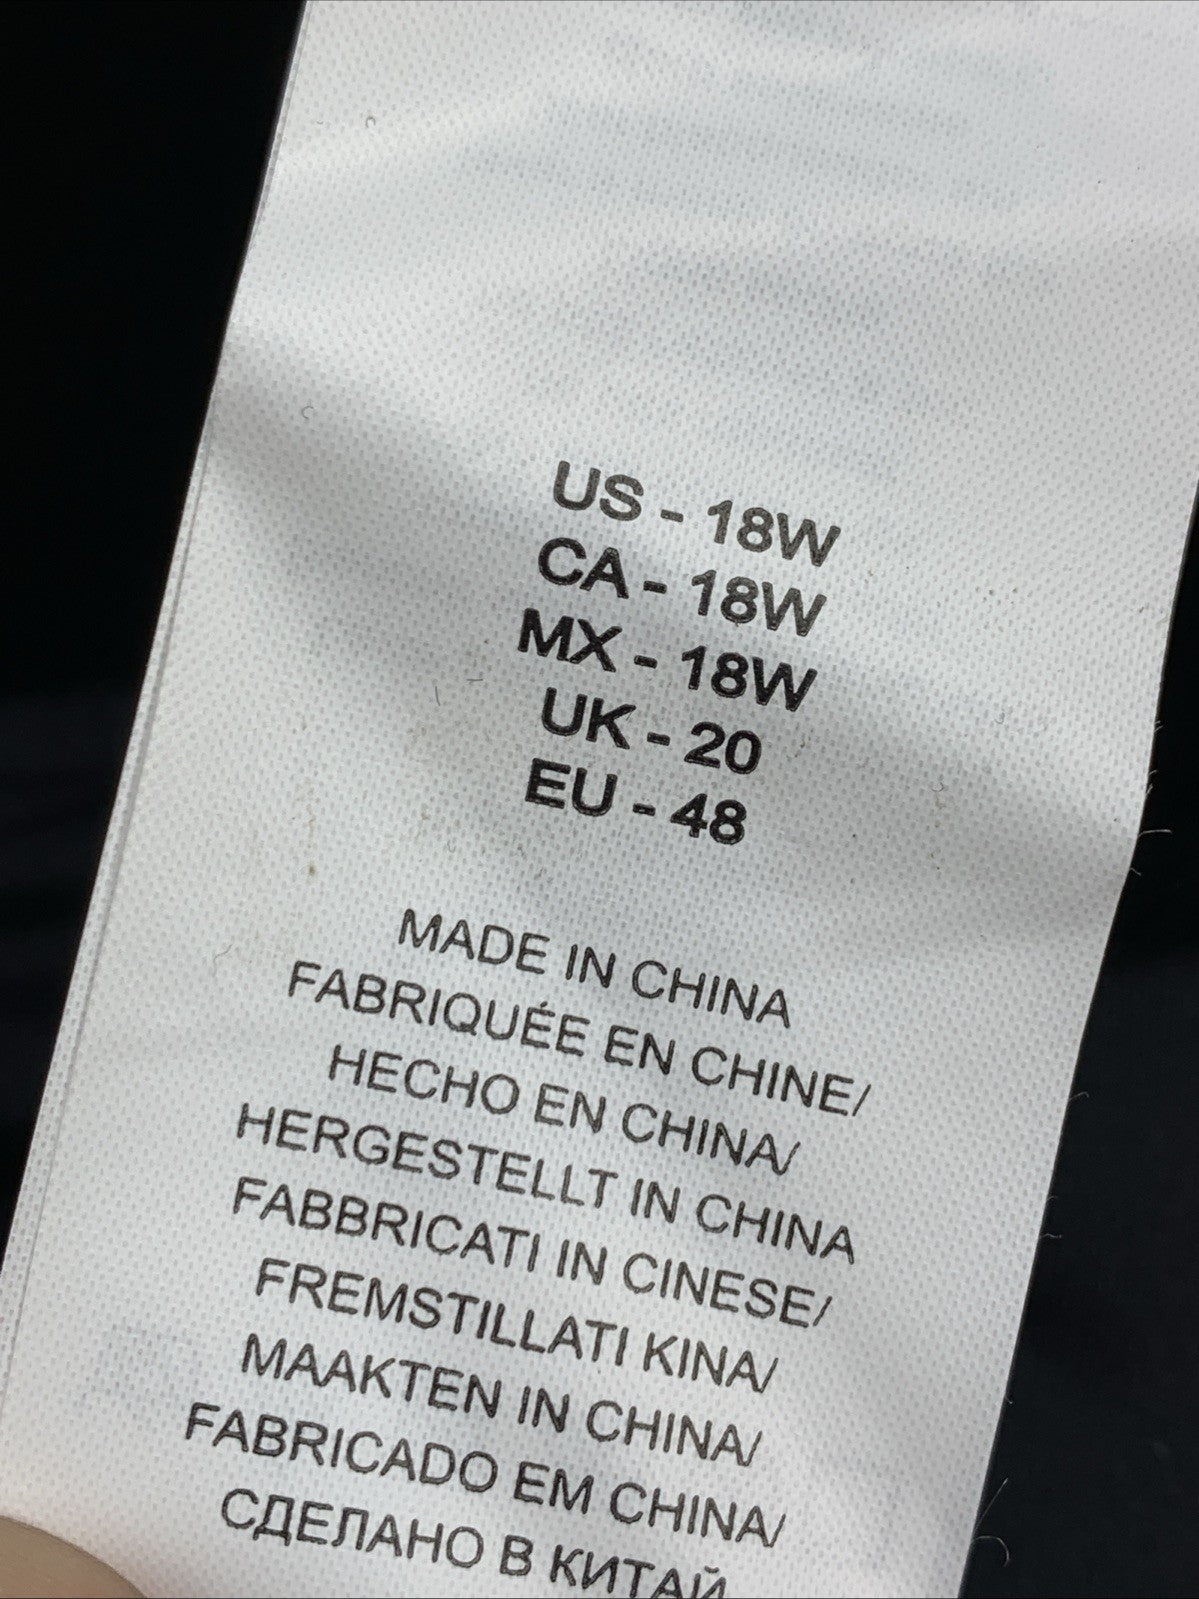 US - 18W
CA - 18W
MX - 18W
UK - 20
EU - 48
MADE IN CHINA
FABRIQUÉE EN CHINE/
HECHO EN CHINA/
HERGESTELLT IN CHINA
FABBRICATI IN CINESE/
FREMSTILLATI KINA/
MAAKTEN IN CHINA/
FABRICADO EM CHINA/
СДЕЛАНО В КИТАЙ